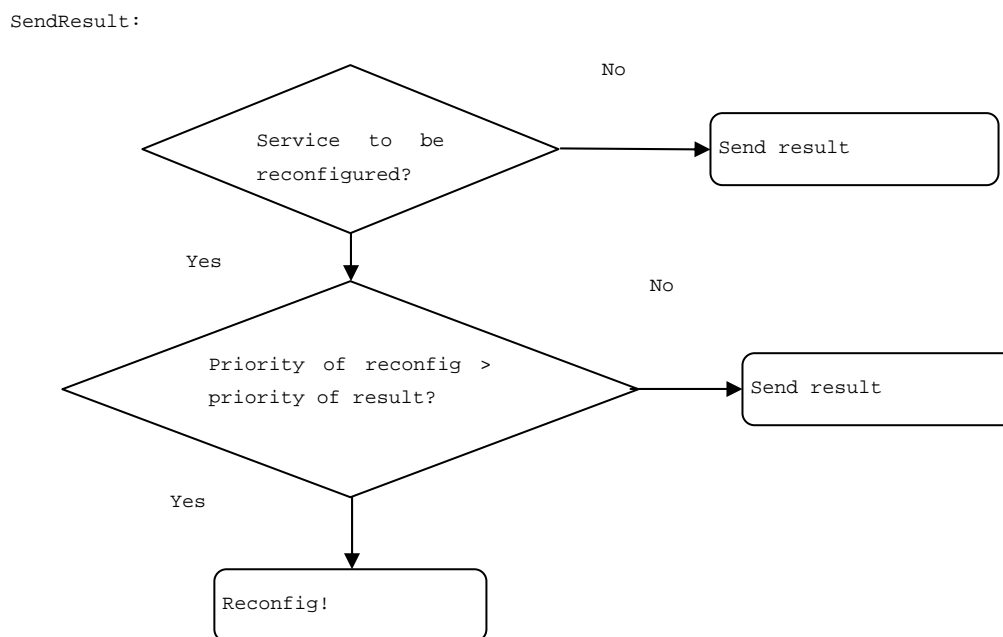 SendResult:
No
Service to be
reconfigured?
Send result
Yes
No
Priority of reconfig >
priority of result?
Send result
Yes
Reconfig!